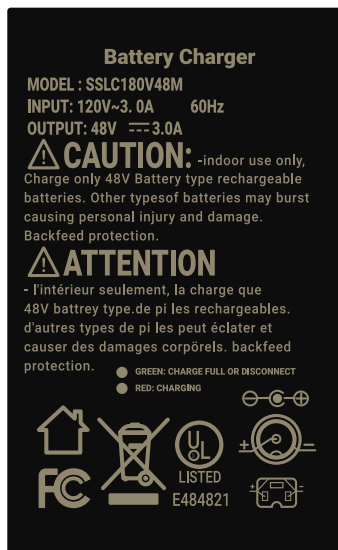 Battery Charger
MODEL : SSLC180V48M
INPUT: 120V~3. 0A 60Hz
OUTPUT: 48V ⎓3.0A
CAUTION: -indoor use only,
Charge only 48V Battery type rechargeable
batteries. Other typesof batteries may burst
causing personal injury and damage.
Backfeed protection.
ATTENTION
- l'intérieur seulement, la charge que
48V battrey type.de pi les rechargeables.
d'autres types de pi les peut éclater et
causer des damages corpörels. backfeed
protection.
GREEN: CHARGE FULL OR DISCONNECT
RED: CHARGING
FC
UL
LISTED
E484821